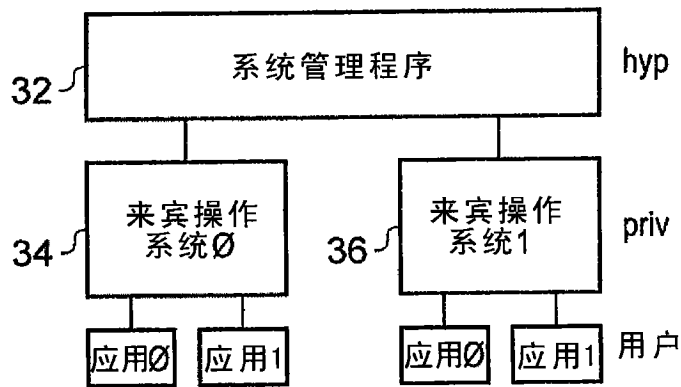 系统管理程序
hyp
32
来宾操作
系统Ø
34
来宾操作
系统1
36
priv
应用Ø
应用1
应用Ø
应用1
用户